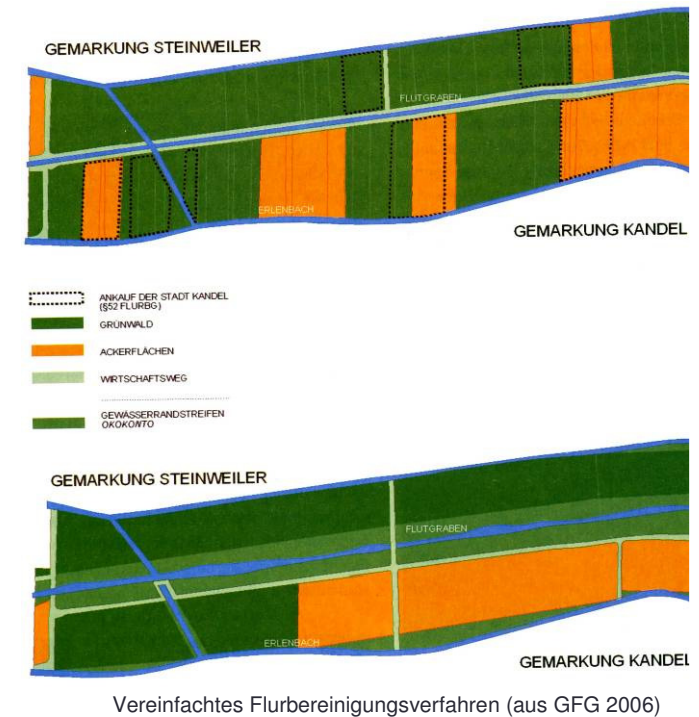 GEMARKUNG STEINWEILER
FLUTGRABEN
ERLENBACH
GEMARKUNG KANDEL
ANKAUF DER STADT KANDEL
(§52 FLURBG)
GRÜNWALD
ACKERFLÄCHEN
WIRTSCHAFTSWEG
GEWÄSSERRANDSTREIFEN
OKOKONTO
GEMARKUNG STEINWEILER
FLUTGRABEN
ERLENBACH
GEMARKUNG KANDEL
Vereinfachtes Flurbereinigungsverfahren (aus GFG 2006)